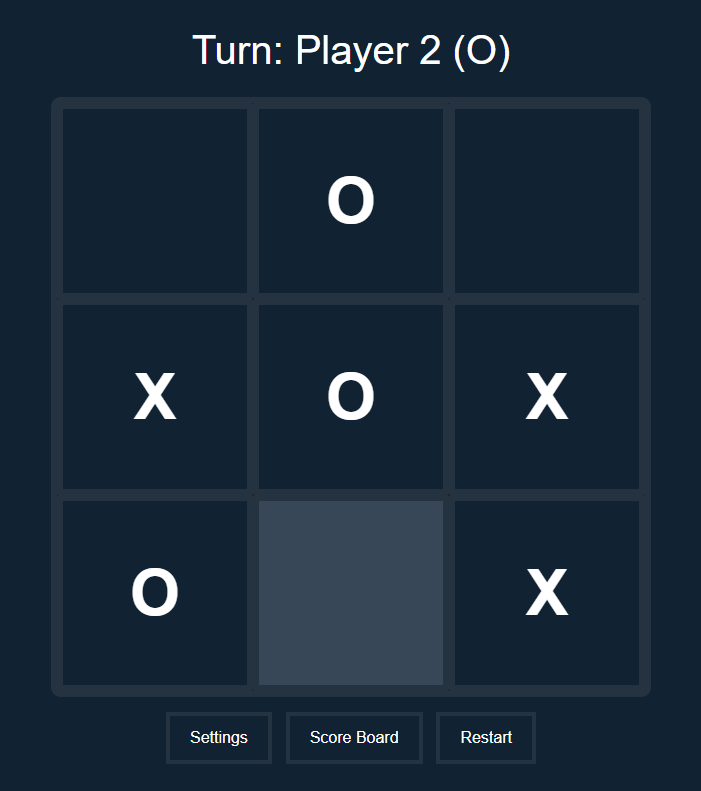 Turn: Player 2 (O)
O
X O X
O X
Settings Score Board Restart